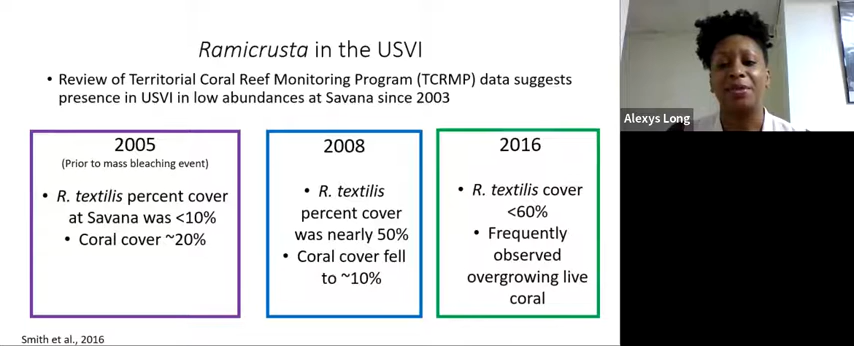 Ramicrusta in the USVI
• Review of Territorial Coral Reef Monitoring Program (TCRMP) data suggests
presence in USVI in low abundances at Savana since 2003
2005
(Prior to mass bleaching event)
• R. textilis percent cover
at Savana was <10%
• Coral cover ~20%
2008
• R. textilis
percent cover
was nearly 50%
• Coral cover fell
to ~10%
2016
• R. textilis cover
<60%
• Frequently
observed
overgrowing live
coral
Smith et al., 2016
Alexys Long